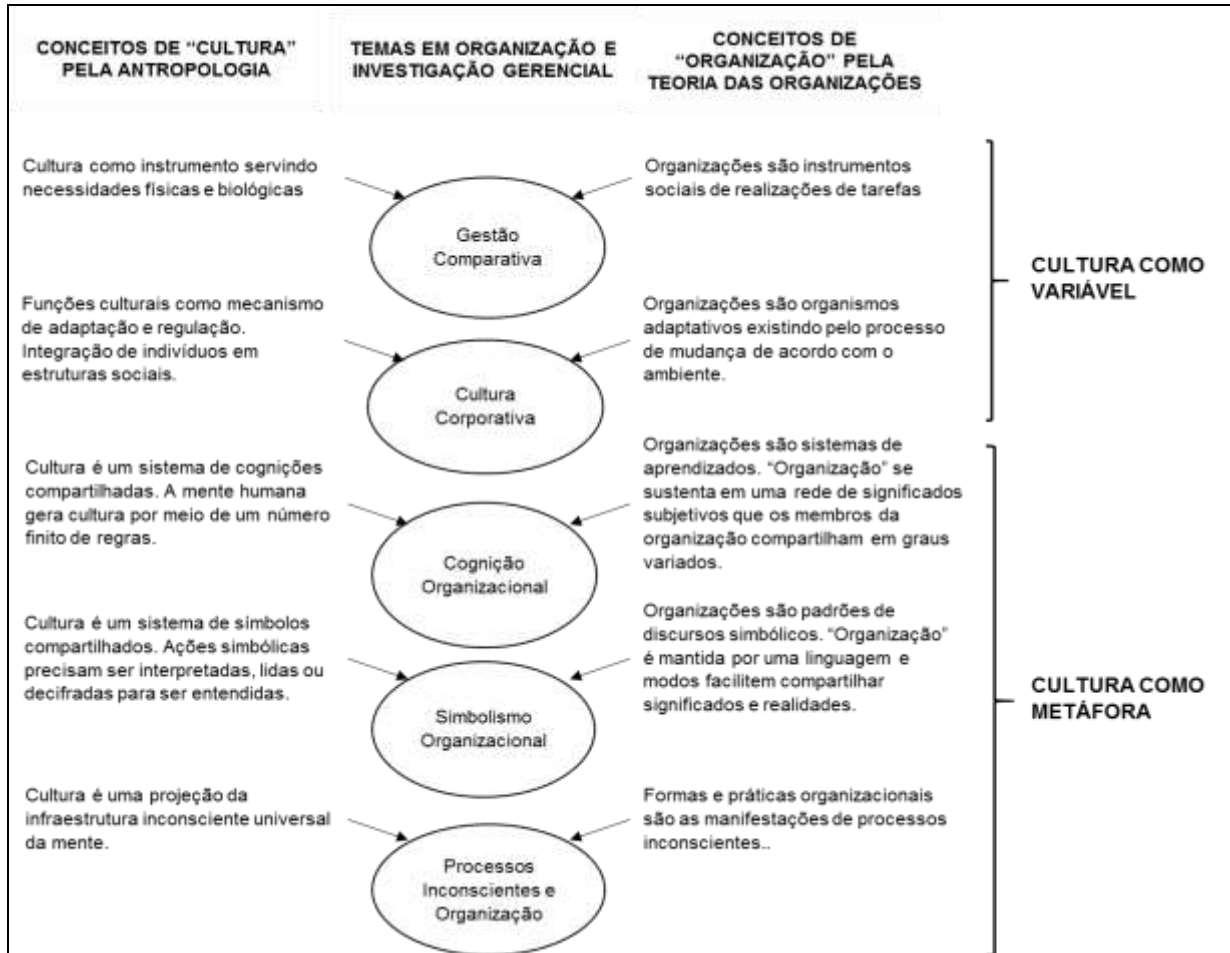 CONCEITOS DE “CULTURA”
PELA ANTROPOLOGIA
TEMAS EM ORGANIZAÇÃO E
INVESTIGAÇÃO GERENCIAL
CONCEITOS DE
“ORGANIZAÇÃO” PELA
TEORIA DAS ORGANIZAÇÕES
Cultura como instrumento servindo
necessidades físicas e biológicas
Gestão
Comparativa
Organizações são instrumentos
sociais de realizações de tarefas
Funções culturais como mecanismo
de adaptação e regulação.
Integração de indivíduos em
estruturas sociais.
Cultura
Corporativa
Organizações são organismos
adaptativos existindo pelo processo
de mudança de acordo com o
ambiente.
CULTURA COMO
VARIÁVEL
Cultura é um sistema de cognições
compartilhadas. A mente humana
gera cultura por meio de um número
finito de regras.
Cognição
Organizacional
Organizações são sistemas de
aprendizados. “Organização” se
sustenta em uma rede de significados
subjetivos que os membros da
organização compartilham em graus
variados.
Cultura é um sistema de símbolos
compartilhados. Ações simbólicas
precisam ser interpretadas, lidas ou
decifradas para ser entendidas.
Simbolismo
Organizacional
Organizações são padrões de
discursos simbólicos. “Organização”
é mantida por uma linguagem e
modos facilitem compartilhar
significados e realidades.
CULTURA COMO
METÁFORA
Cultura é uma projeção da
infraestrutura inconsciente universal
da mente.
Processos
Inconscientes e
Organização
Formas e práticas organizacionais
são as manifestações de processos
inconscientes..